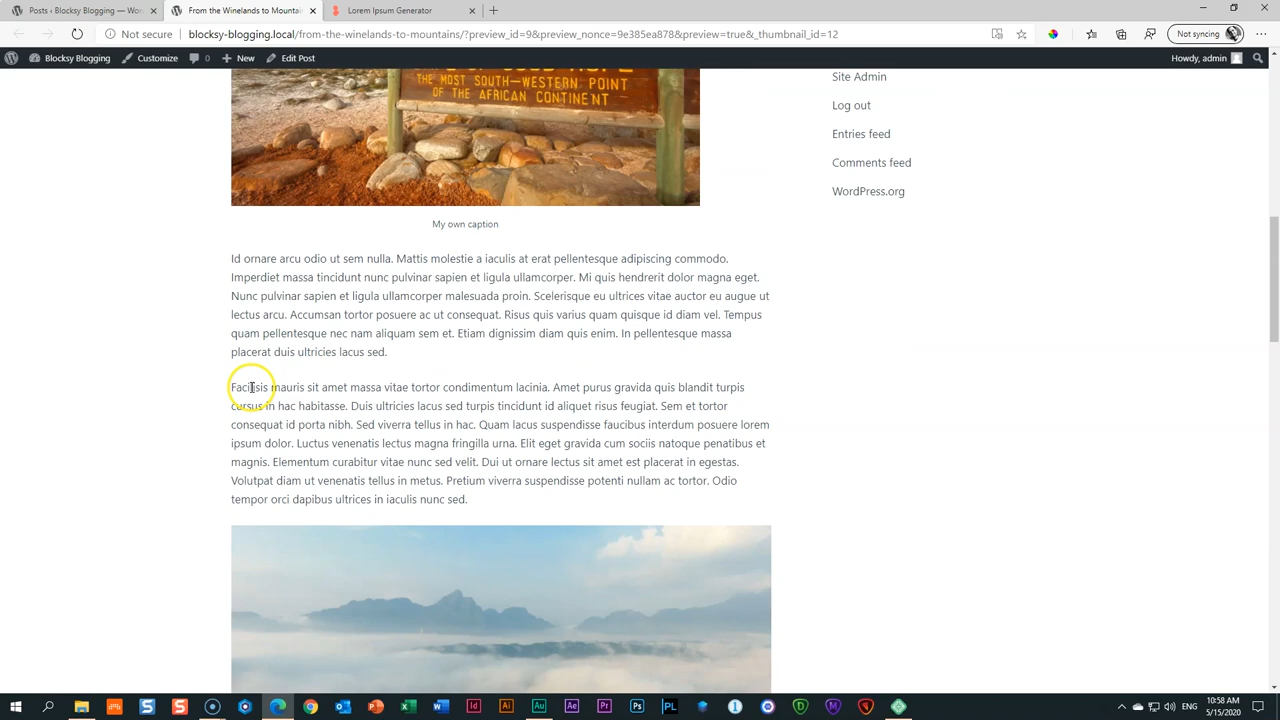 Posts ‹ Blocksy Blogging — Wor
From the Winelands to Mountain
Lorem Ipsum Generator
Not secure
blocksy-blogging.local/from-the-winelands-to-mountains/?preview_id=9&preview_nonce=9e385ea878&preview=true&_thumbnail_id=12
Not syncing
Blocksy Blogging
Customize
0
New
Edit Post
Howdy, admin
THE MOST SOUTH-WESTERN POINT
OF THE AFRICAN CONTINENT
My own caption
Id ornare arcu odio ut sem nulla. Mattis molestie a iaculis at erat pellentesque adipiscing commodo.
Imperdiet massa tincidunt nunc pulvinar sapien et ligula ullamcorper. Mi quis hendrerit dolor magna eget.
Nunc pulvinar sapien et ligula ullamcorper malesuada proin. Scelerisque eu ultrices vitae auctor eu augue ut
lectus arcu. Accumsan tortor posuere ac ut consequat. Risus quis varius quam quisque id diam vel. Tempus
quam pellentesque nec nam aliquam sem et. Etiam dignissim diam quis enim. In pellentesque massa
placerat duis ultricies lacus sed.
Facilisis mauris sit amet massa vitae tortor condimentum lacinia. Amet purus gravida quis blandit turpis
cursus in hac habitasse. Duis ultricies lacus sed turpis tincidunt id aliquet risus feugiat. Sem et tortor
consequat id porta nibh. Sed viverra tellus in hac. Quam lacus suspendisse faucibus interdum posuere lorem
ipsum dolor. Luctus venenatis lectus magna fringilla urna. Elit eget gravida cum sociis natoque penatibus et
magnis. Elementum curabitur vitae nunc sed velit. Dui ut ornare lectus sit amet est placerat in egestas.
Volutpat diam ut venenatis tellus in metus. Pretium viverra suspendisse potenti nullam ac tortor. Odio
tempor orci dapibus ultrices in iaculis nunc sed.
Site Admin
Log out
Entries feed
Comments feed
WordPress.org
ENG
10:58 AM
5/15/2020